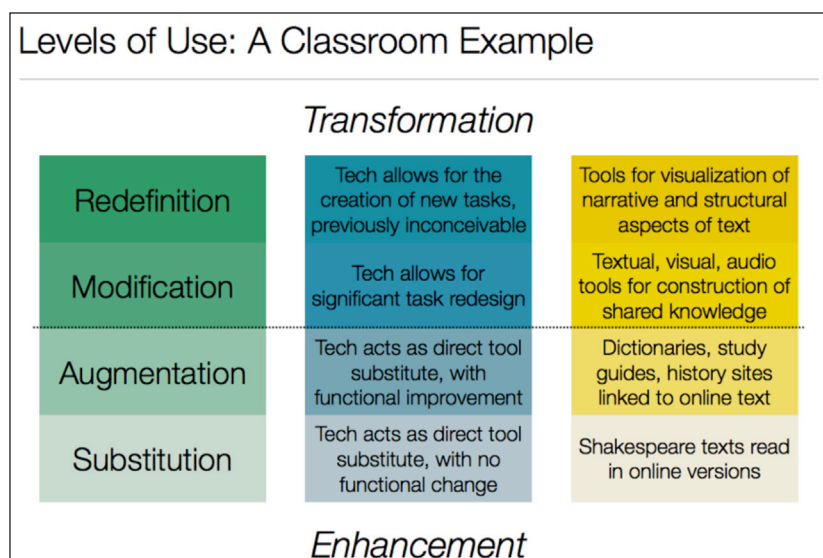 Levels of Use: A Classroom Example
Transformation
Redefinition
Tech allows for the
creation of new tasks,
previously inconceivable
Tools for visualization of
narrative and structural
aspects of text
Modification
Tech allows for
significant task redesign
Textual, visual, audio
tools for construction of
shared knowledge
Augmentation
Tech acts as direct tool
substitute, with
functional improvement
Dictionaries, study
guides, history sites
linked to online text
Substitution
Tech acts as direct tool
substitute, with no
functional change
Shakespeare texts read
in online versions
Enhancement